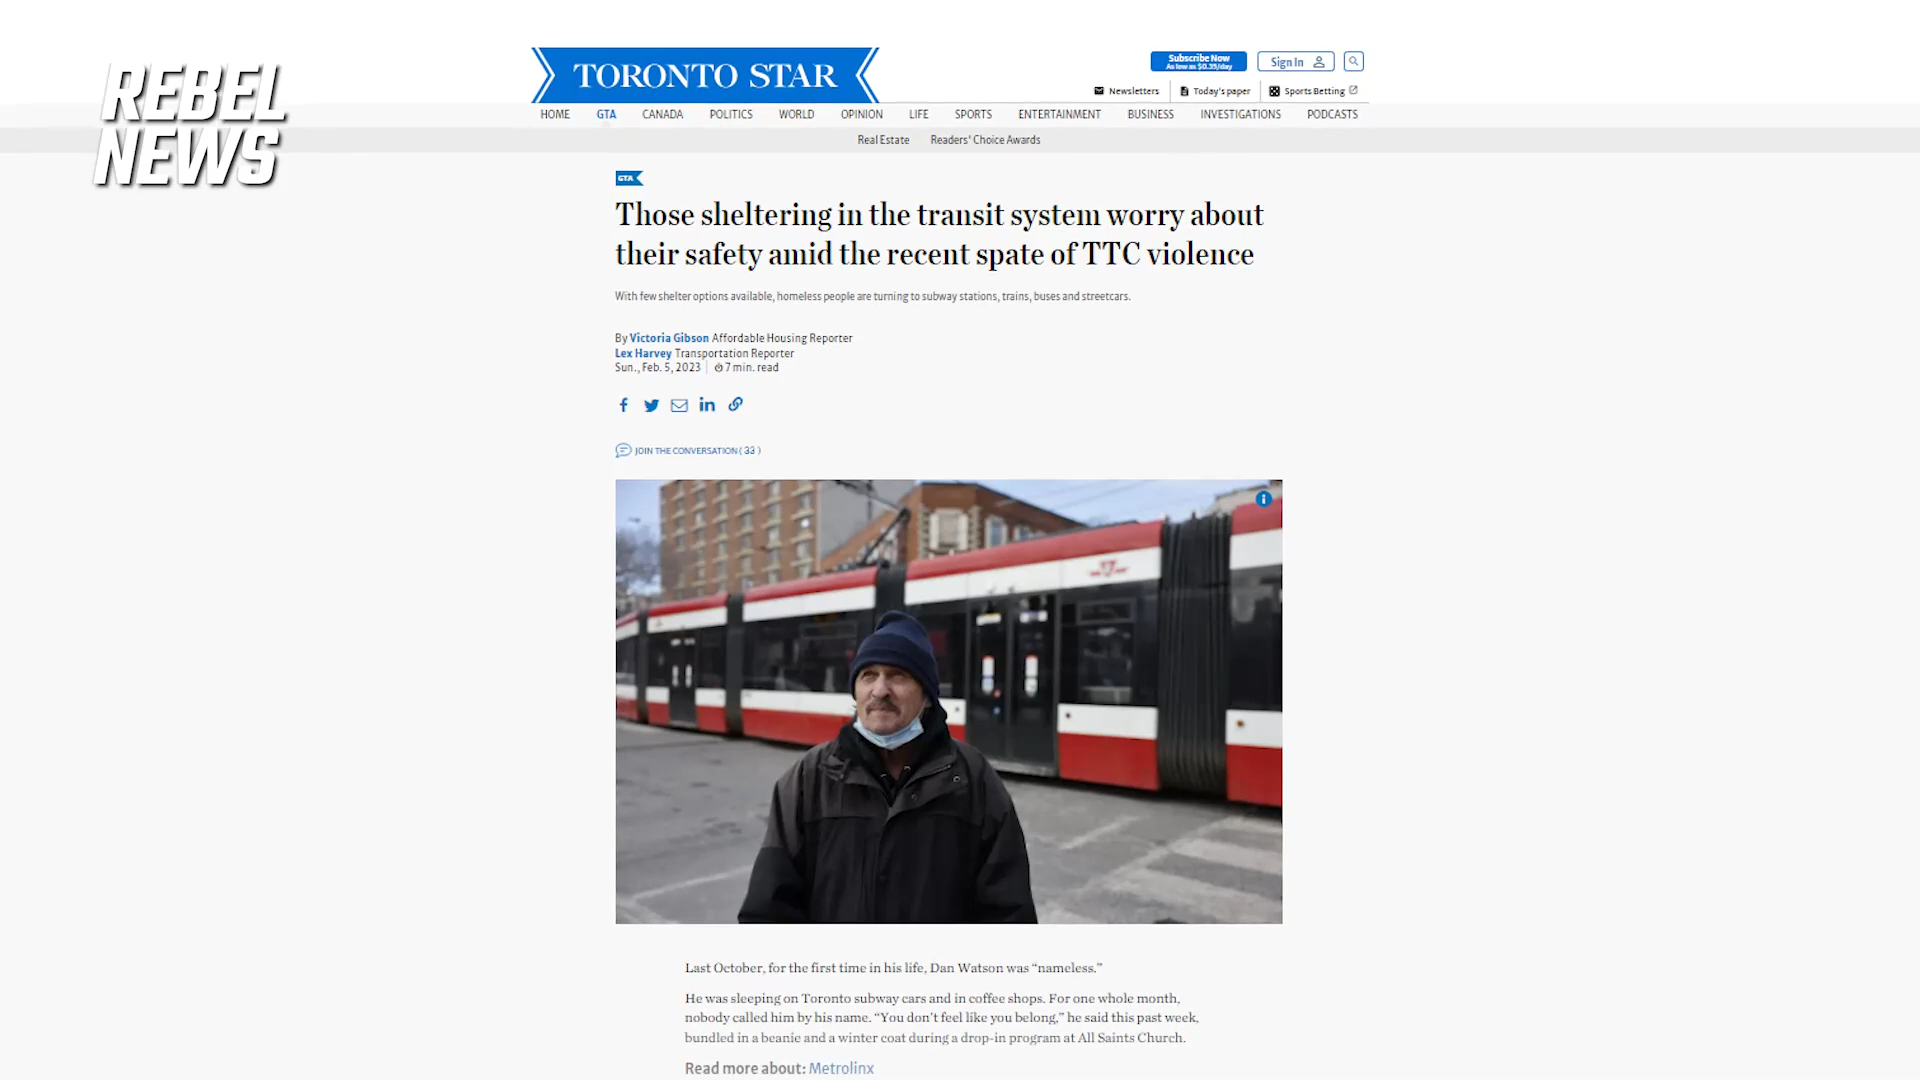 REBEL
NEWS
TORONTO STAR
Subscribe Now
As low as $0.35/day
Sign In
Newsletters
Today's paper
Sports Betting
HOME GTA CANADA POLITICS WORLD OPINION LIFE SPORTS ENTERTAINMENT BUSINESS INVESTIGATIONS PODCASTS
Real Estate Readers' Choice Awards
GTA
Those sheltering in the transit system worry about
their safety amid the recent spate of TTC violence
With few shelter options available, homeless people are turning to subway stations, trains, buses and streetcars.
By Victoria Gibson Affordable Housing Reporter
Lex Harvey Transportation Reporter
Sun., Feb. 5, 2023 7 min. read
JOIN THE CONVERSATION ( 33 )
Last October, for the first time in his life, Dan Watson was “nameless.”
He was sleeping on Toronto subway cars and in coffee shops. For one whole month,
nobody called him by his name. “You don’t feel like you belong,” he said this past week,
bundled in a beanie and a winter coat during a drop-in program at All Saints Church.
Read more about: Metrolinx